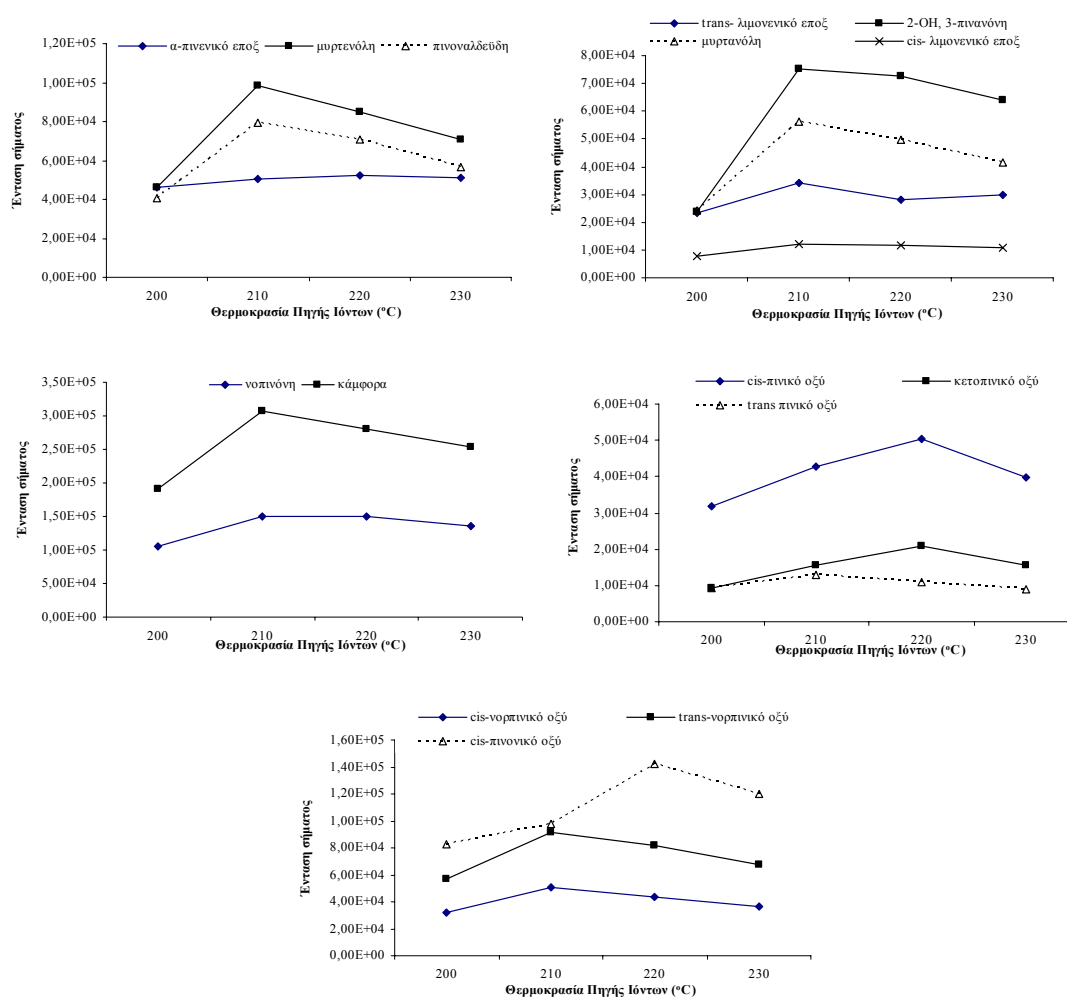 α-πινενικό εποξ μυρτενόλη πινοναλδεϋδη
1,20E+05
1,00E+05
8,00E+04
6,00E+04
4,00E+04
2,00E+04
0,00E+00
Ένταση σήματος
200 210 220 230
Θερμοκρασία Πηγής Ιόντων (°C)
trans- λιμονενικό εποξ 2-OH, 3-πινανόνη
μυρτανόλη cis- λιμονενικό εποξ
8,00E+04
7,00E+04
6,00E+04
5,00E+04
4,00E+04
3,00E+04
2,00E+04
1,00E+04
0,00E+00
Ένταση σήματος
200 210 220 230
Θερμοκρασία Πηγής Ιόντων (°C)
νοπινόνη κάμφορα
3,50E+05
3,00E+05
2,50E+05
2,00E+05
1,50E+05
1,00E+05
5,00E+04
0,00E+00
Ένταση σήματος
200 210 220 230
Θερμοκρασία Πηγής Ιόντων (°C)
cis-πινικό οξύ κετοπινικό οξύ
trans πινικό οξύ
6,00E+04
5,00E+04
4,00E+04
3,00E+04
2,00E+04
1,00E+04
0,00E+00
Ένταση σήματος
200 210 220 230
Θερμοκρασία Πηγής Ιόντων (°C)
cis-νορπινικό οξύ trans-νορπινικό οξύ
cis-πινονικό οξύ
1,60E+05
1,40E+05
1,20E+05
1,00E+05
8,00E+04
6,00E+04
4,00E+04
2,00E+04
0,00E+00
Ένταση σήματος
200 210 220 230
Θερμοκρασία Πηγής Ιόντων (°C)